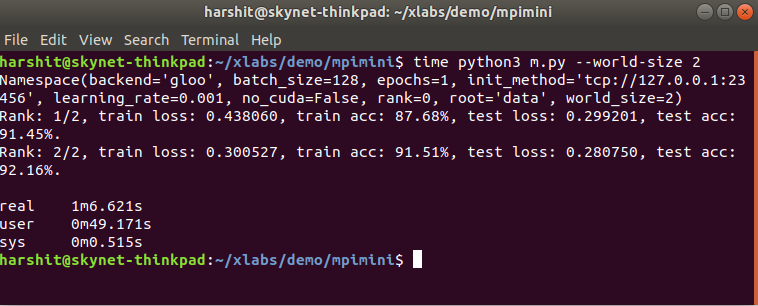 harshit@skynet-thinkpad: ~/xlabs/demo/mpimini
File Edit View Search Terminal Help
harshit@skynet-thinkpad:~/xlabs/demo/mpimini$ time python3 m.py --world-size 2
Namespace(backend='gloo', batch_size=128, epochs=1, init_method='tcp://127.0.0.1:23
456', learning_rate=0.001, no_cuda=False, rank=0, root='data', world_size=2)
Rank: 1/2, train loss: 0.438060, train acc: 87.68%, test loss: 0.299201, test acc:
91.45%.
Rank: 2/2, train loss: 0.300527, train acc: 91.51%, test loss: 0.280750, test acc:
92.16%.
real 1m6.621s
user 0m49.171s
sys 0m0.515s
harshit@skynet-thinkpad:~/xlabs/demo/mpimini$